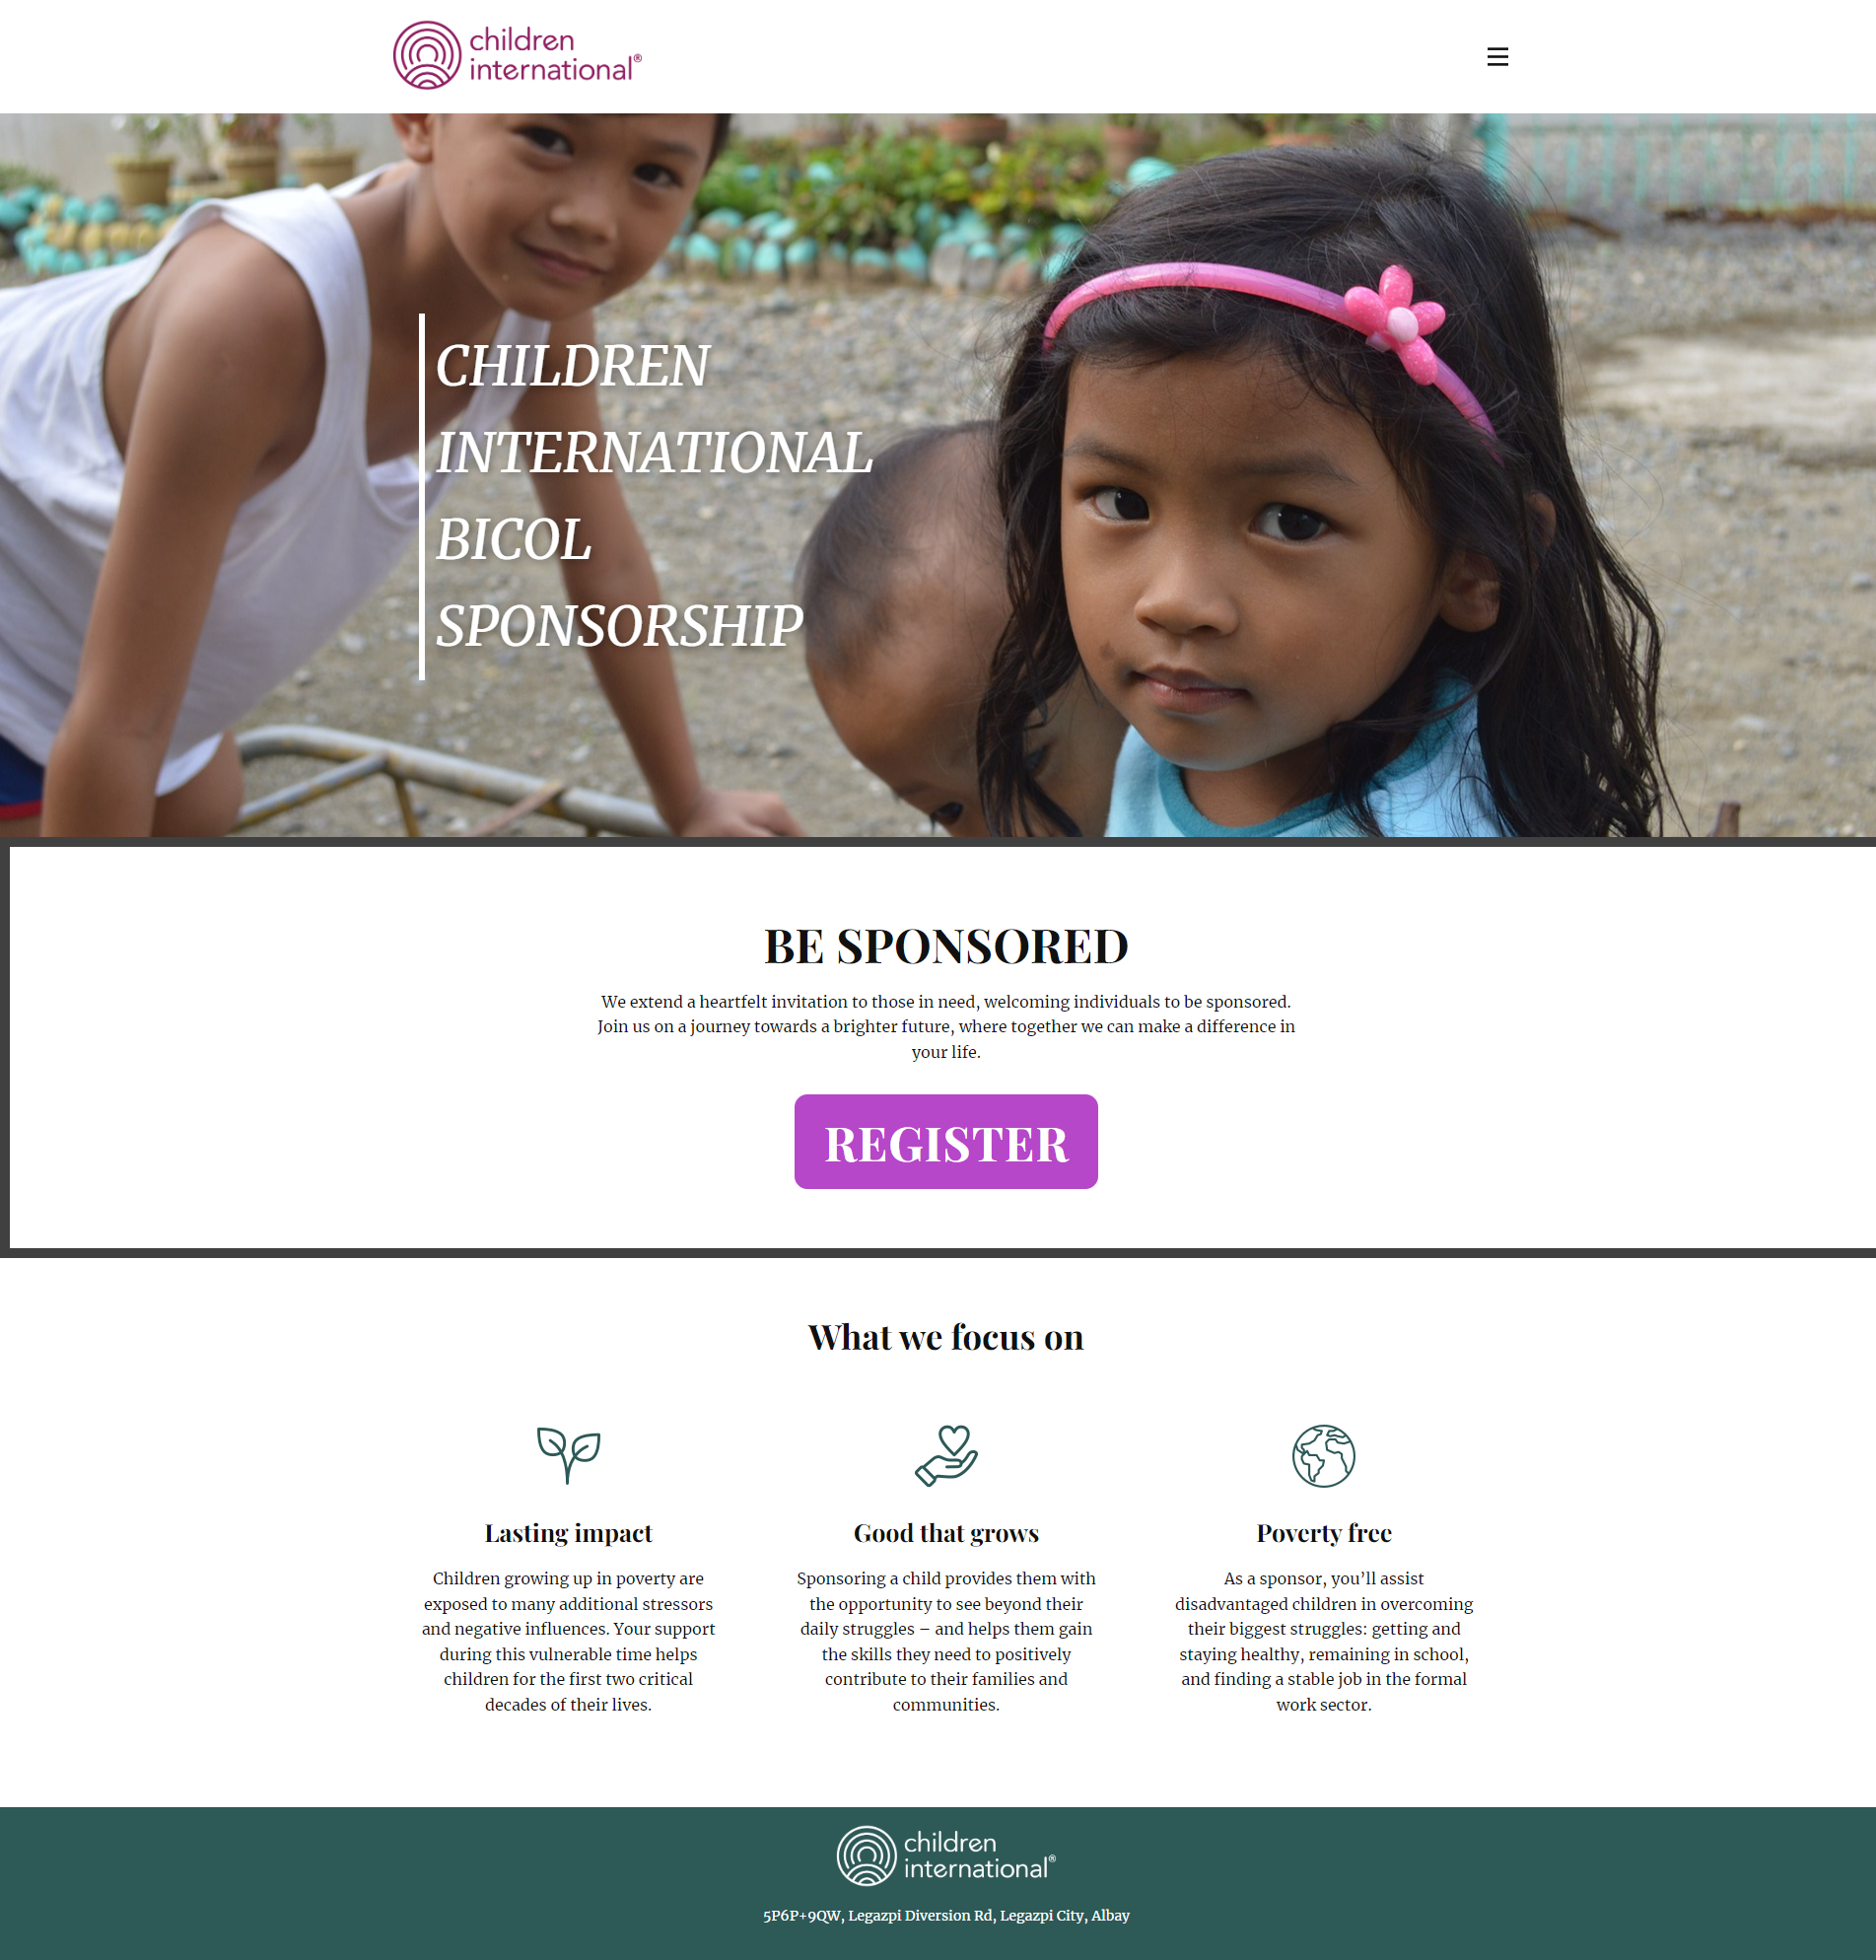 children
international®
CHILDREN
INTERNATIONAL
BICOL
SPONSORSHIP
BE SPONSORED
We extend a heartfelt invitation to those in need, welcoming individuals to be sponsored.
Join us on a journey towards a brighter future, where together we can make a difference in
your life.
REGISTER
What we focus on
Lasting impact
Children growing up in poverty are
exposed to many additional stressors
and negative influences. Your support
during this vulnerable time helps
children for the first two critical
decades of their lives.
Good that grows
Sponsoring a child provides them with
the opportunity to see beyond their
daily struggles – and helps them gain
the skills they need to positively
contribute to their families and
communities.
Poverty free
As a sponsor, you’ll assist
disadvantaged children in overcoming
their biggest struggles: getting and
staying healthy, remaining in school,
and finding a stable job in the formal
work sector.
children
international®
5P6P+9QW, Legazpi Diversion Rd, Legazpi City, Albay